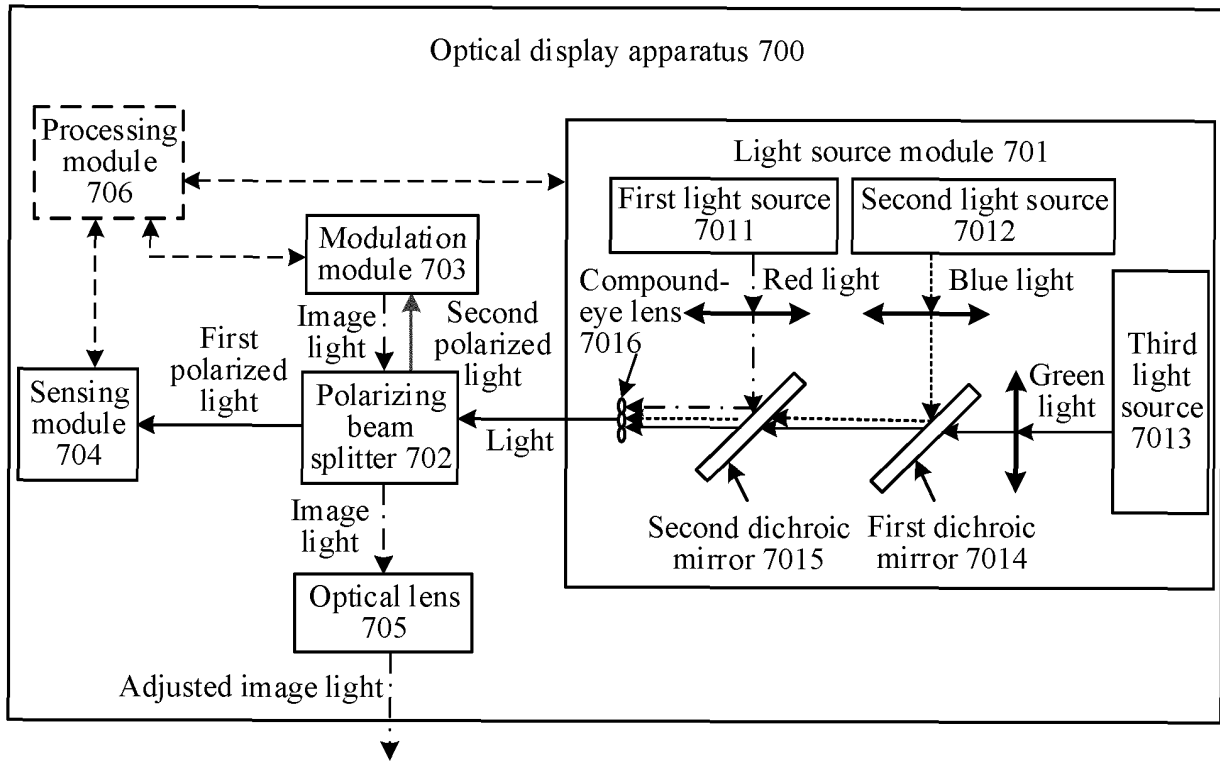 Optical display apparatus 700
Processing
module
706
Light source module 701
First light source
7011
Second light source
7012
Modulation
module 703
Compound-
eye lens
7016
Red light
Blue light
Image
light
Second
polarized
light
First
polarized
light
Third
light
source
7013
Green
light
Sensing
module
704
Polarizing
beam
splitter 702
Light
Image
light
Second dichroic
mirror 7015
First dichroic
mirror 7014
Optical lens
705
Adjusted image light